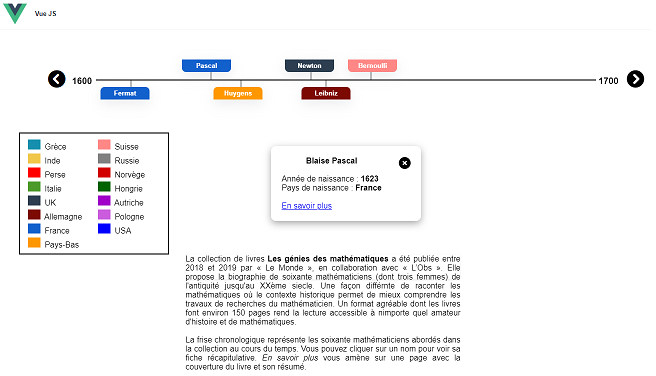 Vue JS
Pascal
Newton
Bernoulli
1600
1700
Fermat
Huygens
Leibniz
Grèce
Suisse
Inde
Russie
Perse
Norvège
Italie
Hongrie
UK
Autriche
Allemagne
Pologne
France
USA
Pays-Bas
Blaise Pascal
Année de naissance : 1623
Pays de naissance : France
En savoir plus
La collection de livres Les génies des mathématiques a été publiée entre
2018 et 2019 par « Le Monde », en collaboration avec « L'Obs ». Elle
propose la biographie de soixante mathématiciens (dont trois femmes) de
l'antiquité jusqu'au XXème siecle. Une façon différnte de raconter les
mathématiques où le contexte historique permet de mieux comprendre les
travaux de recherches du mathématicien. Un format agréable dont les livres
font environ 150 pages rend la lecture accessible à nimporte quel amateur
d'histoire et de mathématiques.
La frise chronologique représente les soixante mathématiciens abordés dans
la collection au cours du temps. Vous pouvez cliquer sur un nom pour voir sa
fiche récapitulative. En savoir plus vous amène sur une page avec la
couverture du livre et son résumé.